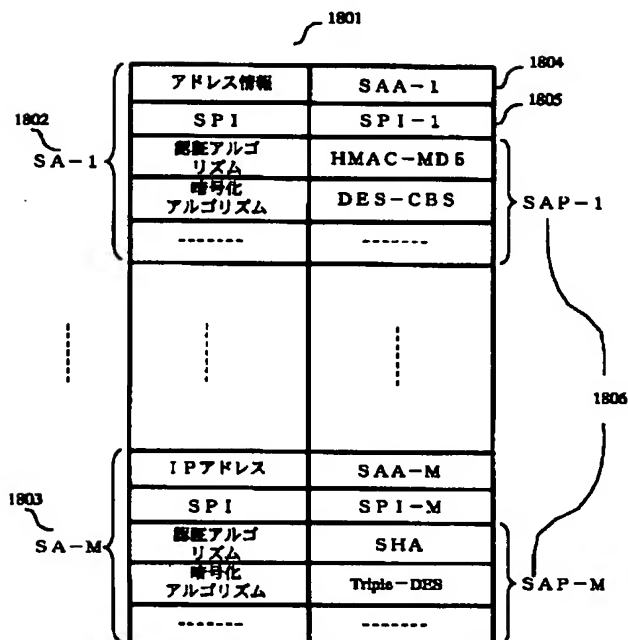 1801
アドレス情報 SAA-1
1804
SPI SPI-1
1805
1802
SA-1
認証アルゴ
リズム
HMAC-MD5
暗号化
アルゴリズム
DES-CBS
SAP-1
-------- --------
1806
IPアドレス SAA-M
SPI SPI-M
1803
SA-M
認証アルゴ
リズム
SHA
暗号化
アルゴリズム
Triple-DES
SAP-M
-------- --------